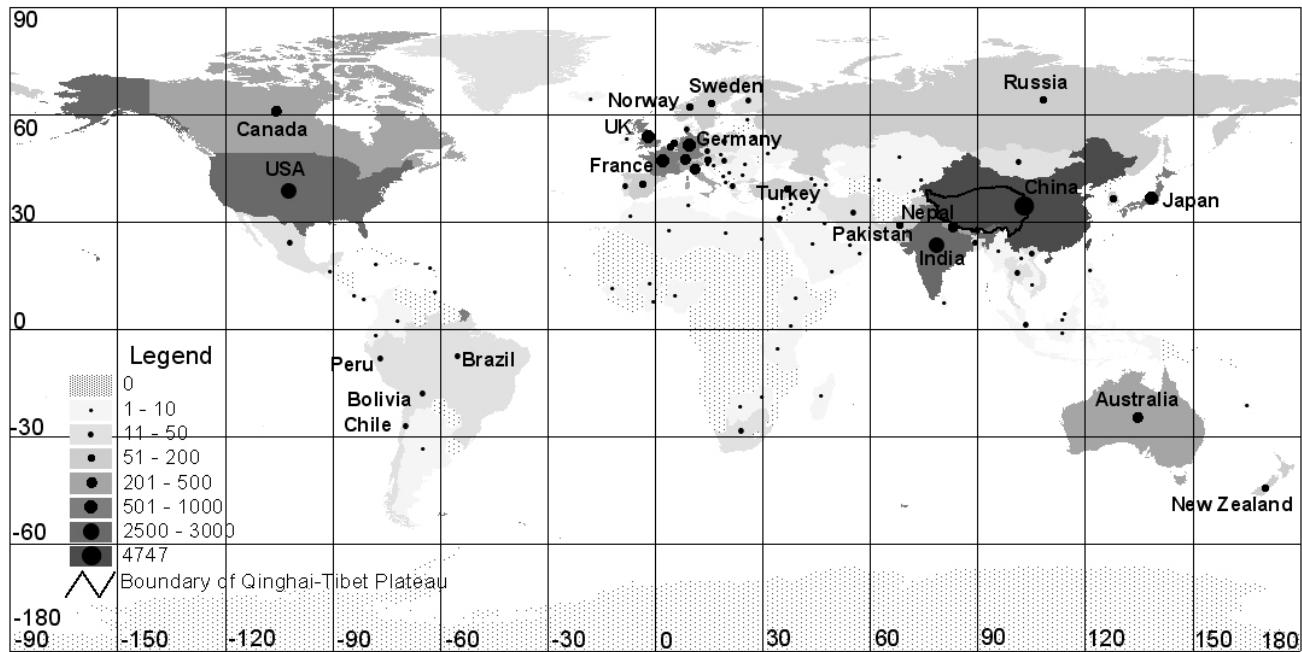 90
60
30
0
-30
-60
-180
-90
-150
-120
-90
-60
-30
0
30
60
90
120
150
180
Canada
USA
Norway
Sweden
UK
Germany
France
Turkey
Russia
China
Nepal
Pakistan
India
Japan
Peru
Brazil
Bolivia
Chile
Australia
New Zealand
Legend
0
1 - 10
11 - 50
51 - 200
201 - 500
501 - 1000
2500 - 3000
4747
Boundary of Qinghai-Tibet Plateau